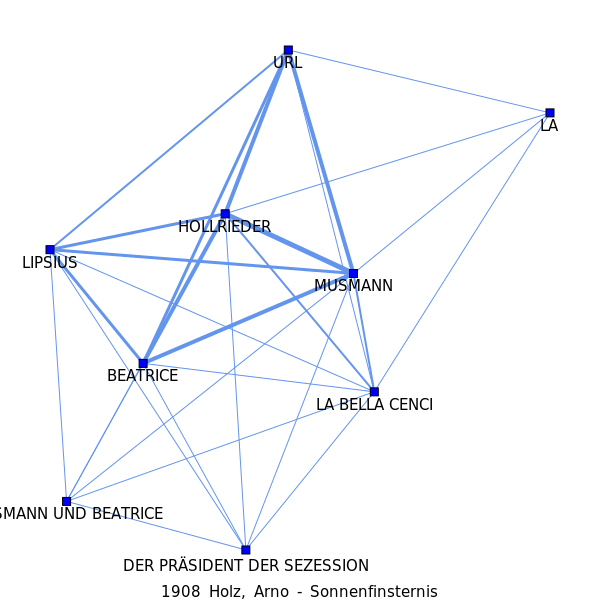 URL
LA
HOLLRIEDER
LIPSIUS
MUSMANN
BEATRICE
LA BELLA CENCI
SMANN UND BEATRICE
DER PRÄSIDENT DER SEZESSION
1908 Holz, Arno - Sonnenfinsternis